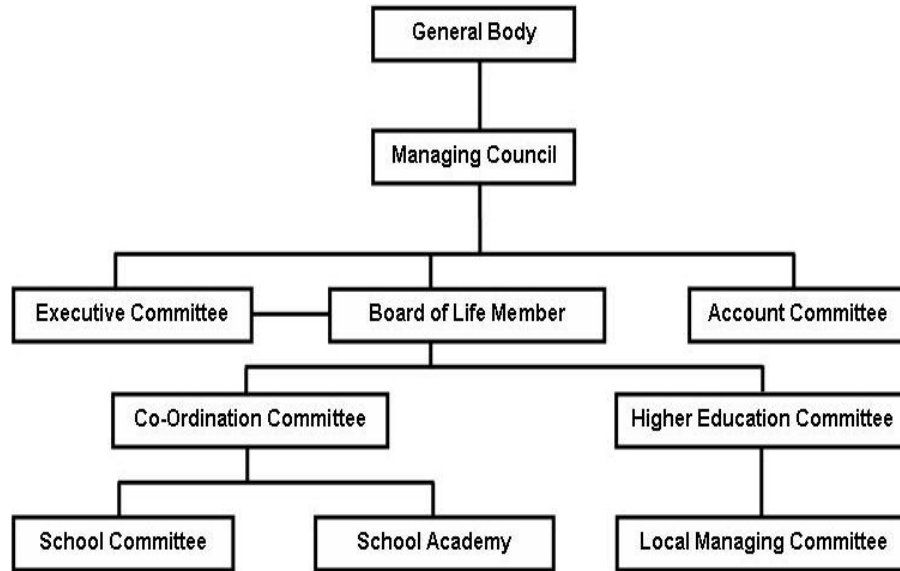 General Body
Managing Council
Executive Committee
Board of Life Member
Account Committee
Co-Ordination Committee
Higher Education Committee
School Committee
School Academy
Local Managing Committee